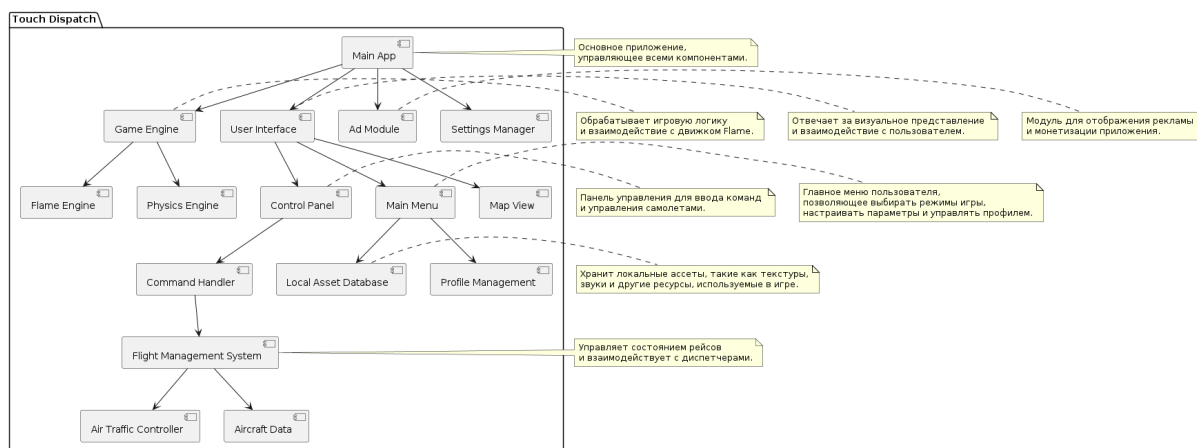 Touch Dispatch
Main App
Основное приложение,
управляющее всеми компонентами.
Game Engine
User Interface
Ad Module
Settings Manager
Обрабатывает игровую логику
и взаимодействие с движком Flame.
Отвечает за визуальное представление
и взаимодействие с пользователем.
Модуль для отображения рекламы
и монетизации приложения.
Flame Engine
Physics Engine
Control Panel
Main Menu
Map View
Панель управления для ввода команд
и управления самолетами.
Главное меню пользователя,
позволяющее выбирать режимы игры,
настраивать параметры и управлять профилем.
Command Handler
Local Asset Database
Profile Management
Хранит локальные ассеты, такие как текстуры,
звуки и другие ресурсы, используемые в игре.
Flight Management System
Управляет состоянием рейсов
и взаимодействует с диспетчерами.
Air Traffic Controller
Aircraft Data